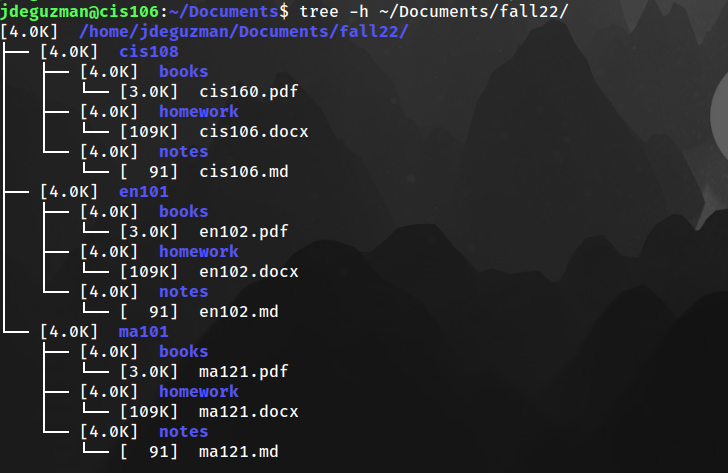 jdeguzman@cis106:~/Documents$ tree -h ~/Documents/fall22/
[4.0K]  /home/jdeguzman/Documents/fall22/
├── [4.0K]  cis108
│   ├── [4.0K]  books
│   │   └── [3.0K]  cis160.pdf
│   ├── [4.0K]  homework
│   │   └── [109K]  cis106.docx
│   └── [4.0K]  notes
│       └── [  91]  cis106.md
├── [4.0K]  en101
│   ├── [4.0K]  books
│   │   └── [3.0K]  en102.pdf
│   ├── [4.0K]  homework
│   │   └── [109K]  en102.docx
│   └── [4.0K]  notes
│       └── [  91]  en102.md
└── [4.0K]  ma101
    ├── [4.0K]  books
    │   └── [3.0K]  ma121.pdf
    ├── [4.0K]  homework
    │   └── [109K]  ma121.docx
    └── [4.0K]  notes
        └── [  91]  ma121.md